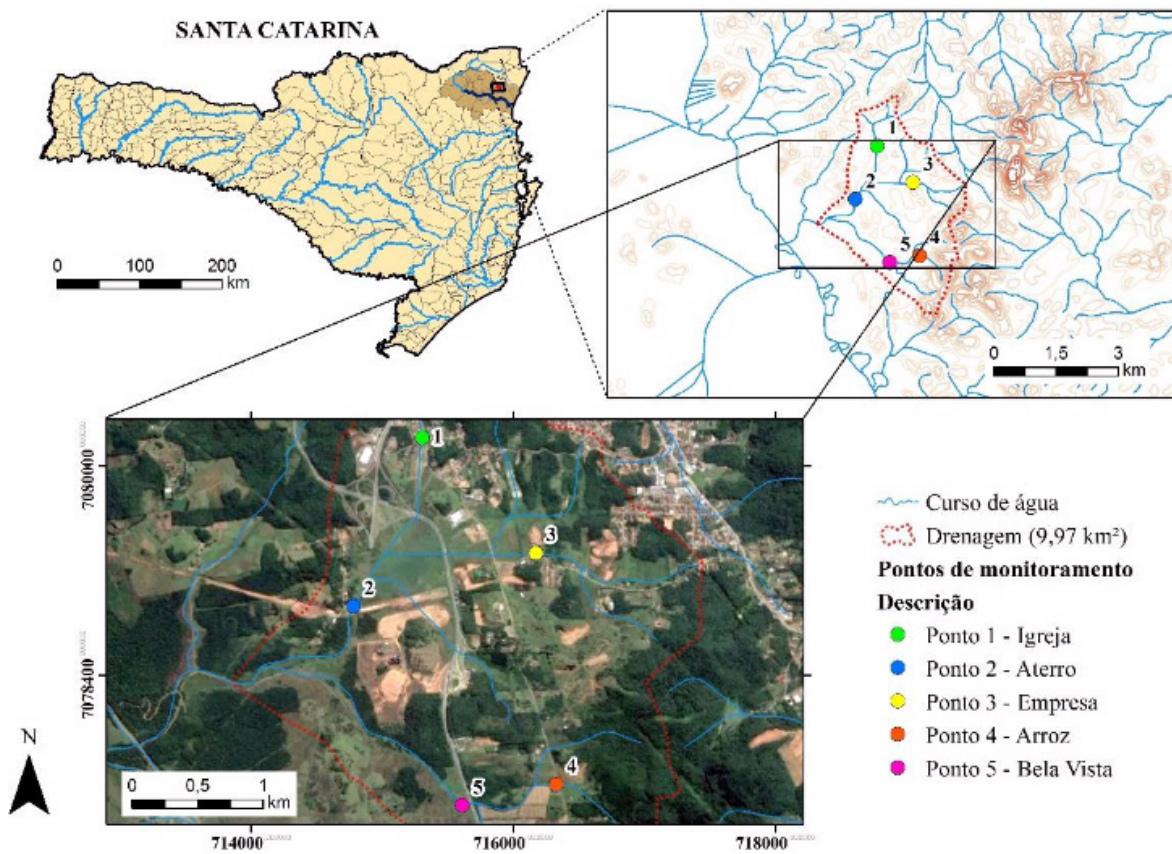 SANTA CATARINA
0 100 200
km
1
2
3
4
5
0 1,5 3
km
1
2
3
4
5
7080000
7078400
714000
716000
718000
0 0,5 1
km
N
Curso de água
Drenagem (9,97 km²)
Pontos de monitoramento
Descrição
Ponto 1 - Igreja
Ponto 2 - Aterro
Ponto 3 - Empresa
Ponto 4 - Arroz
Ponto 5 - Bela Vista